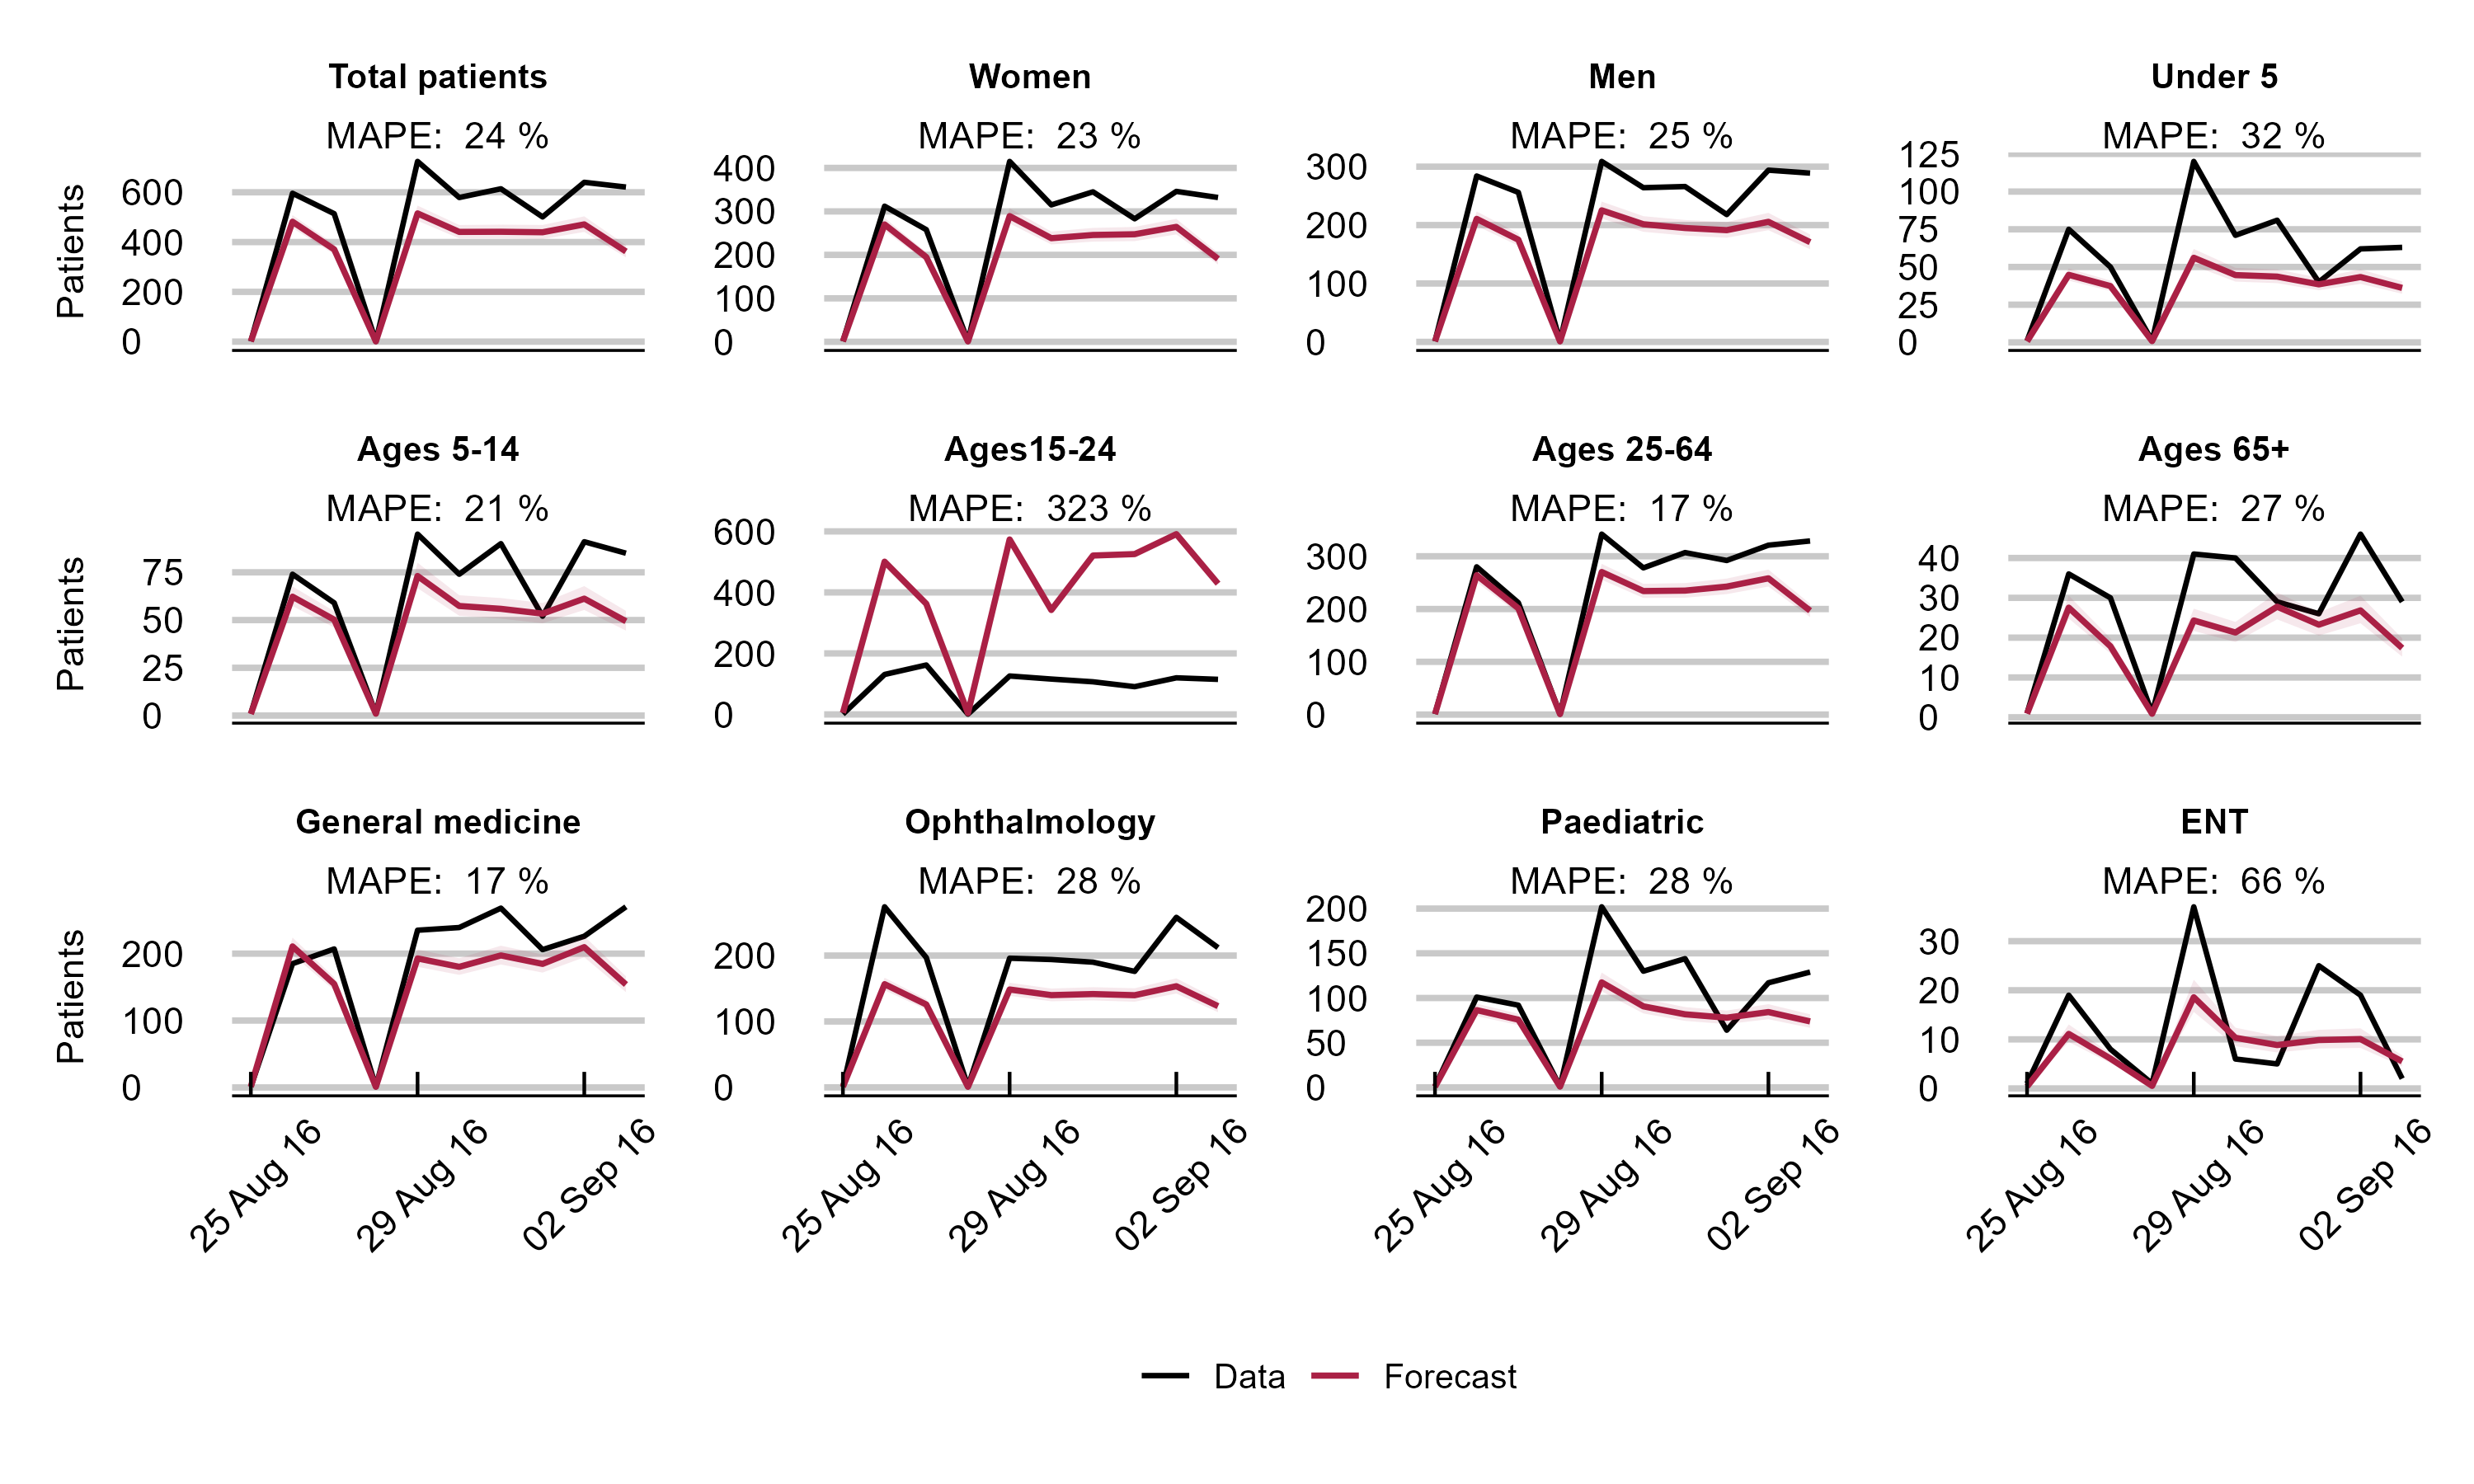 Total patients
MAPE:  24 %
Patients
600
400
200
0
Women
MAPE:  23 %
400
300
200
100
0
Men
MAPE:  25 %
300
200
100
0
Under 5
MAPE:  32 %
125
100
75
50
25
0
Ages 5-14
MAPE:  21 %
Patients
75
50
25
0
Ages15-24
MAPE:  323 %
600
400
200
0
Ages 25-64
MAPE:  17 %
300
200
100
0
Ages 65+
MAPE:  27 %
40
30
20
10
0
General medicine
MAPE:  17 %
Patients
200
100
0
25 Aug 16
29 Aug 16
02 Sep 16
Ophthalmology
MAPE:  28 %
200
100
0
25 Aug 16
29 Aug 16
02 Sep 16
Paediatric
MAPE:  28 %
200
150
100
50
0
25 Aug 16
29 Aug 16
02 Sep 16
ENT
MAPE:  66 %
30
20
10
0
25 Aug 16
29 Aug 16
02 Sep 16
Data
Forecast